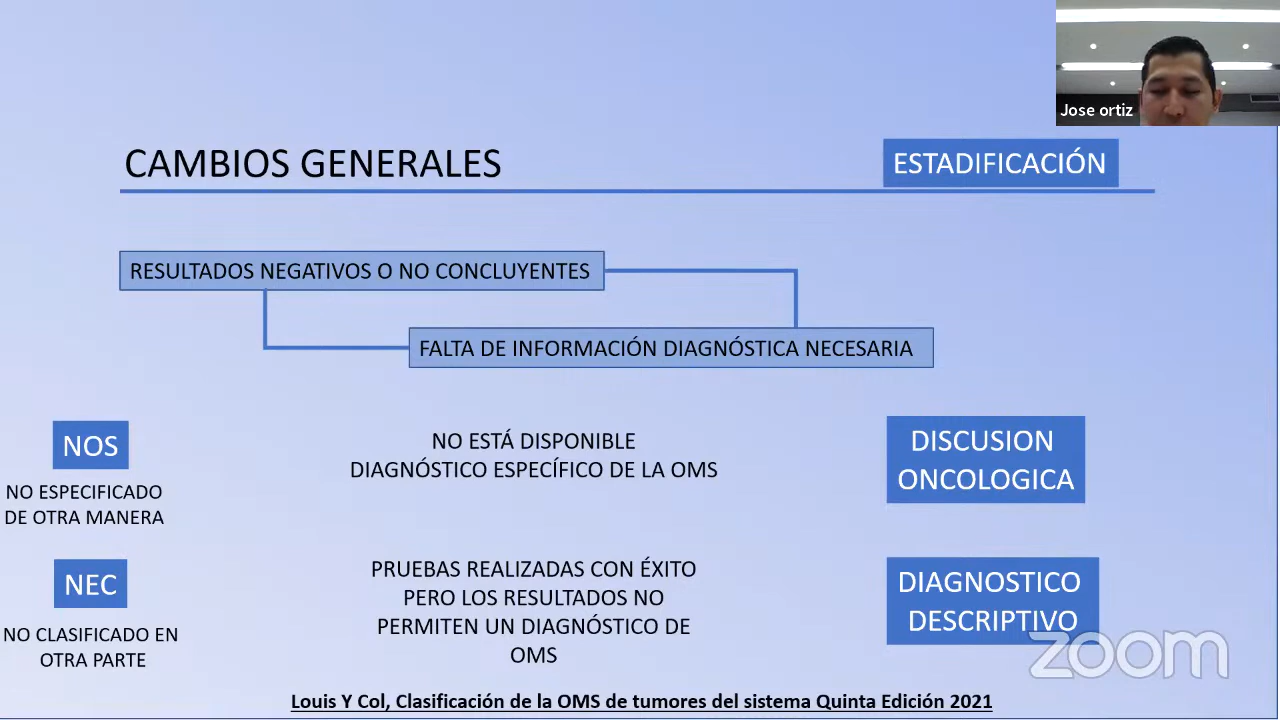 Jose ortiz
CAMBIOS GENERALES
ESTADIFICACIÓN
RESULTADOS NEGATIVOS O NO CONCLUYENTES
FALTA DE INFORMACIÓN DIAGNÓSTICA NECESARIA
NOS
NO ESPECIFICADO
DE OTRA MANERA
NO ESTÁ DISPONIBLE
DIAGNÓSTICO ESPECÍFICO DE LA OMS
DISCUSION
ONCOLOGICA
NEC
NO CLASIFICADO EN
OTRA PARTE
PRUEBAS REALIZADAS CON ÉXITO
PERO LOS RESULTADOS NO
PERMITEN UN DIAGNÓSTICO DE
OMS
DIAGNOSTICO
DESCRIPTIVO
zoom
Louis Y Col, Clasificación de la OMS de tumores del sistema Quinta Edición 2021